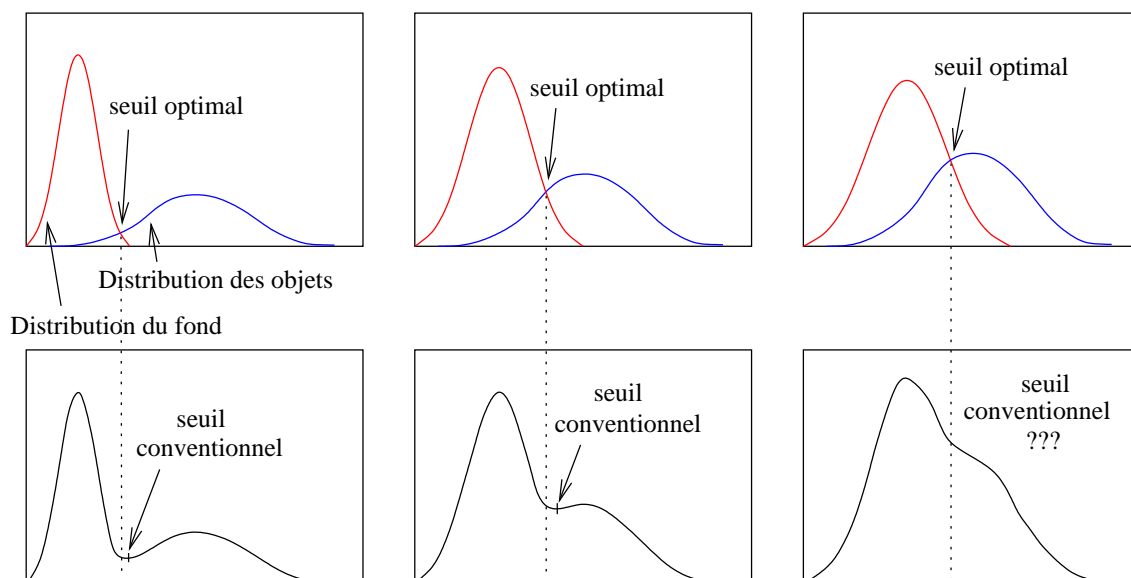 seuil optimal
seuil optimal
seuil optimal
Distribution des objets
Distribution du fond
seuil
conventionnel
seuil
conventionnel
seuil
conventionnel
???